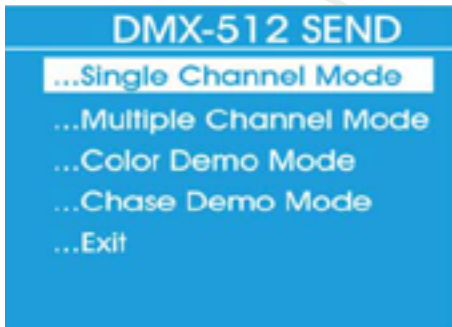 DMX-512 SEND
...Single Channel Mode
...Multiple Channel Mode
...Color Demo Mode
...Chase Demo Mode
...Exit